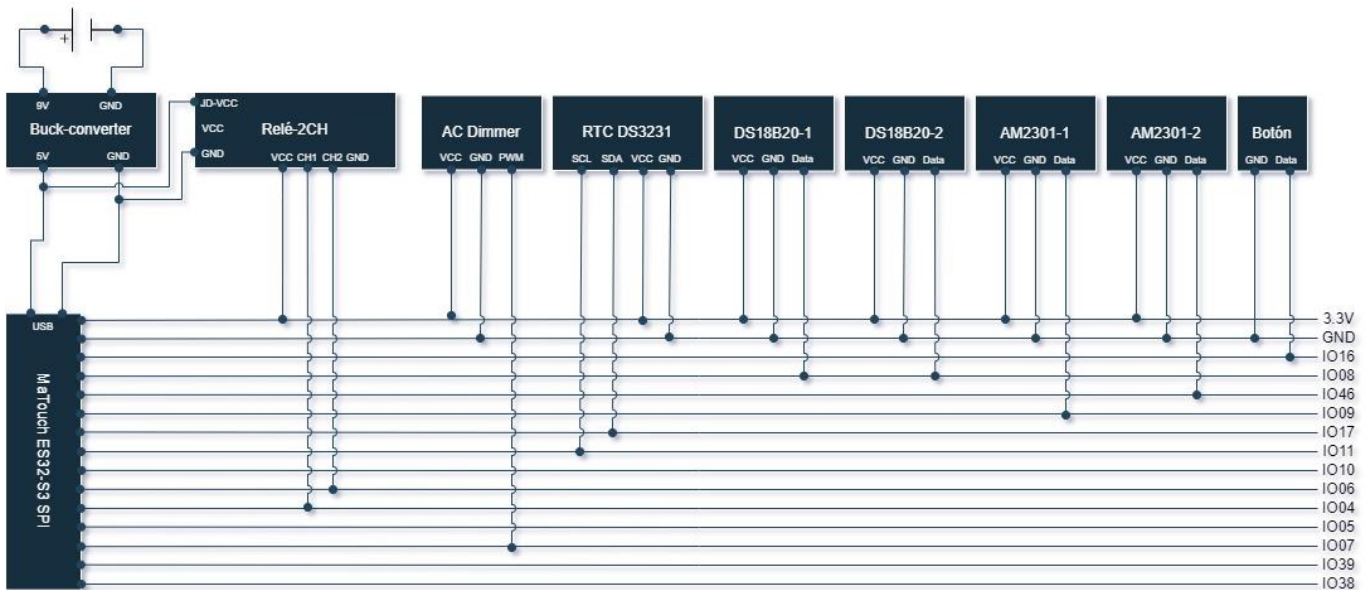 +
9V GND
Buck-converter
5V GND
JD-VCC
VCC Relé-2CH
GND
VCC CH1 CH2 GND
AC Dimmer
VCC GND PWM
RTC DS3231
SCL SDA VCC GND
DS18B20-1
VCC GND Data
DS18B20-2
VCC GND Data
AM2301-1
VCC GND Data
AM2301-2
VCC GND Data
Botón
GND Data
USB
MaTouch ES32-S3 SPI
3.3V
GND
IO16
IO08
IO46
IO09
IO17
IO11
IO10
IO06
IO04
IO05
IO07
IO39
IO38